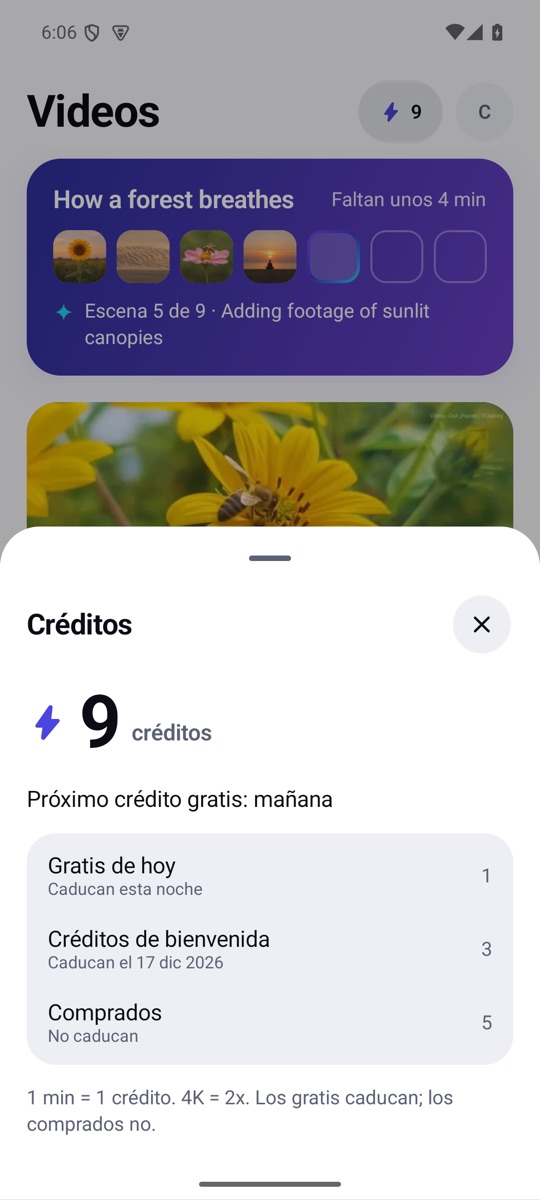 6:06
Videos
9
C
How a forest breathes
Faltan unos 4 min
Escena 5 de 9 · Adding footage of sunlit
canopies
Créditos
9 créditos
Próximo crédito gratis: mañana
Gratis de hoy
Caducan esta noche
1
Créditos de bienvenida
Caducan el 17 dic 2026
3
Comprados
No caducan
5
1 min = 1 crédito. 4K = 2x. Los gratis caducan; los
comprados no.